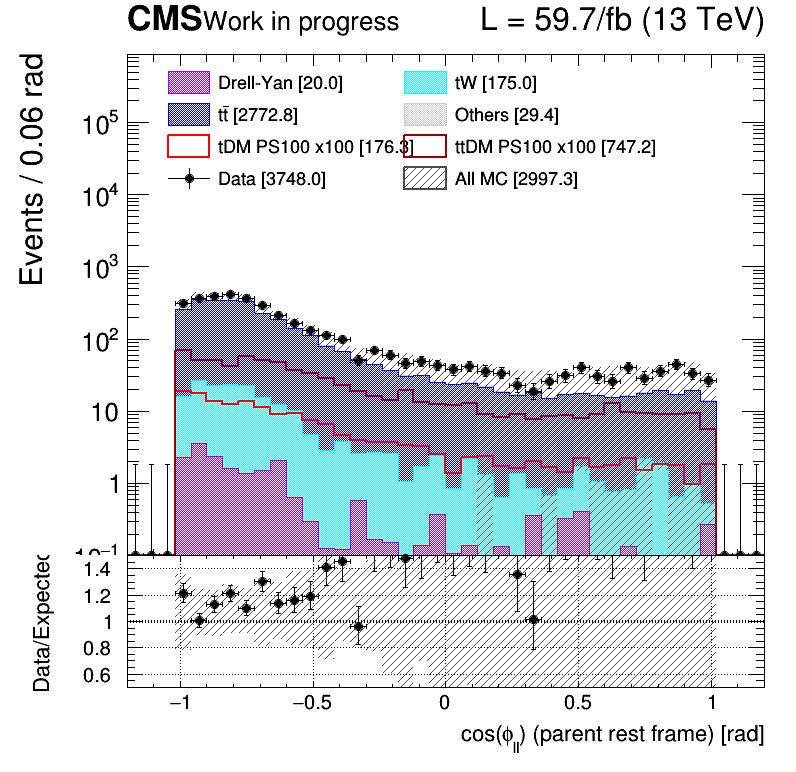 CMS Work in progress L = 59.7/fb (13 TeV)
Events / 0.06 rad
Drell-Yan [20.0] tW [175.0]
tt̄ [2772.8] Others [29.4]
tDM PS100 x100 [176.3] ttDM PS100 x100 [747.2]
Data [3748.0] All MC [2997.3]
10⁵
10⁴
10³
10²
10
1
10⁻¹
Data/Expected
1.4
1.2
1
0.8
0.6
−1 −0.5 0 0.5 1
cos(ϕ_ll) (parent rest frame) [rad]